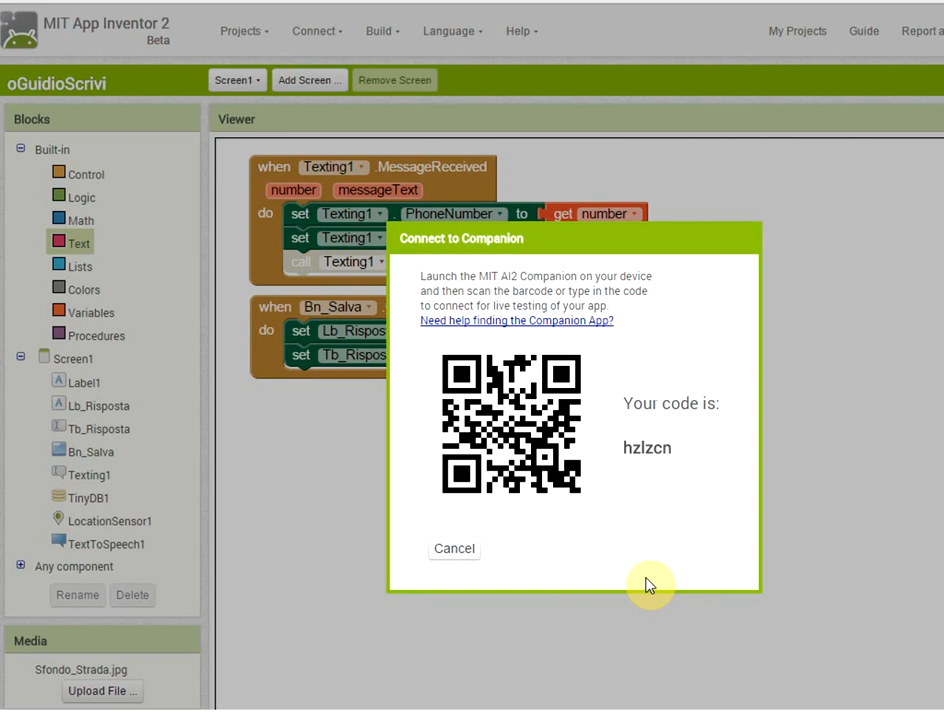 MIT App Inventor 2
Beta
Projects Connect Build Language Help
My Projects Guide Report a
oGuidioScrivi
Screen1 Add Screen ... Remove Screen
Blocks
Viewer
Built-in
Control
Logic
Math
Text
Lists
Colors
Variables
Procedures
Screen1
Label1
Lb_Risposta
Tb_Risposta
Bn_Salva
Texting1
TinyDB1
LocationSensor1
TextToSpeech1
Any component
Rename Delete
Media
Sfondo_Strada.jpg
Upload File ...
when Texting1 .MessageReceived
number messageText
do set Texting1 . PhoneNumber to get number
set Texting1
call Texting1
when Bn_Salva .
do set Lb_Rispos
set Tb_Rispos
Connect to Companion
Launch the MIT AI2 Companion on your device
and then scan the barcode or type in the code
to connect for live testing of your app.
Need help finding the Companion App?
Your code is:
hzlzcn
Cancel